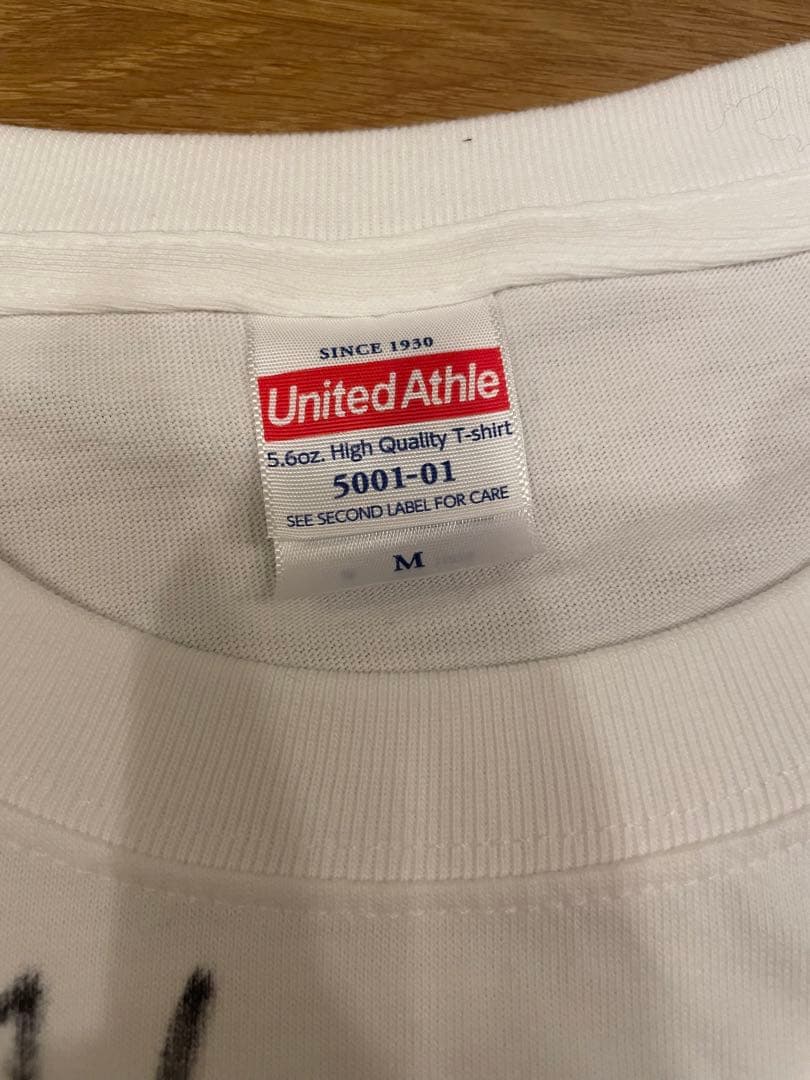 SINCE 1930
United Athle
5.6oz. High Quality T-shirt
5001-01
SEE SECOND LABEL FOR CARE
M